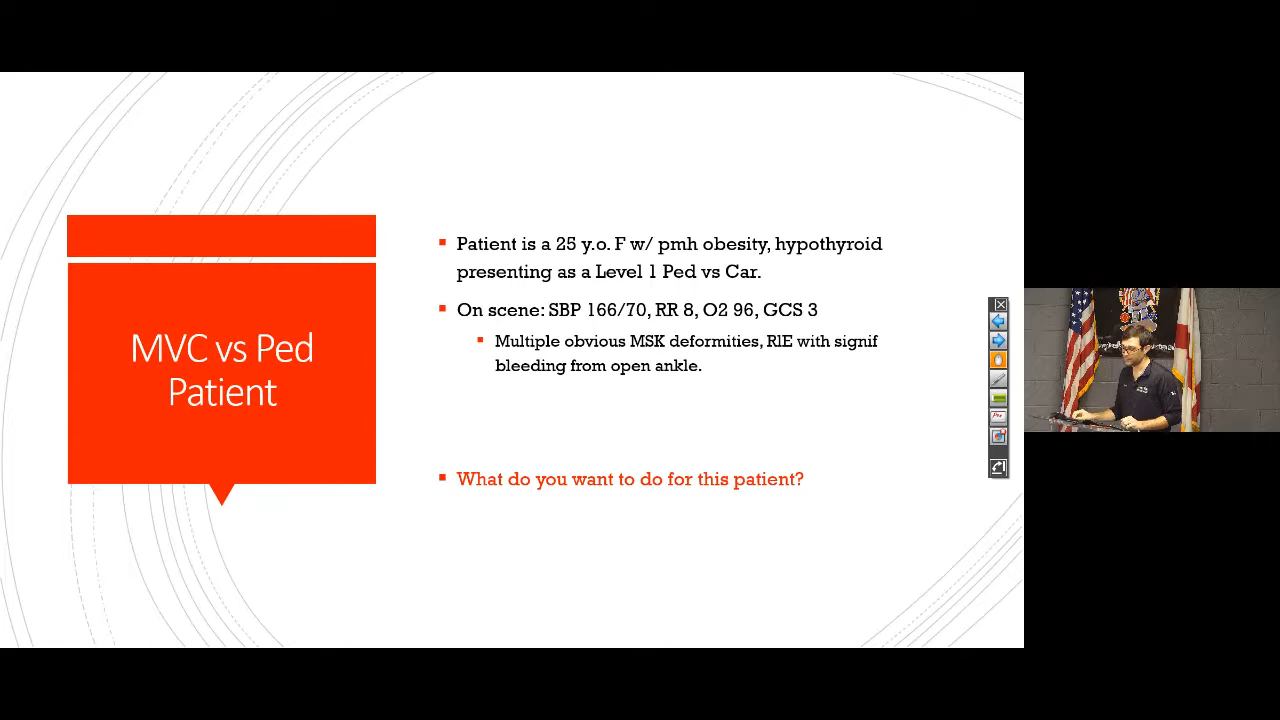 MVC vs Ped
Patient
Patient is a 25 y.o. F w/ pmh obesity, hypothyroid
presenting as a Level 1 Ped vs Car.
On scene: SBP 166/70, RR 8, O2 96, GCS 3
Multiple obvious MSK deformities, RlE with signif
bleeding from open ankle.
What do you want to do for this patient?